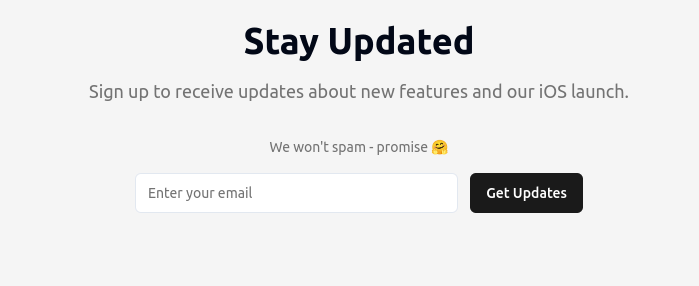 Stay Updated
Sign up to receive updates about new features and our iOS launch.
We won't spam - promise 🤗
Enter your email
Get Updates